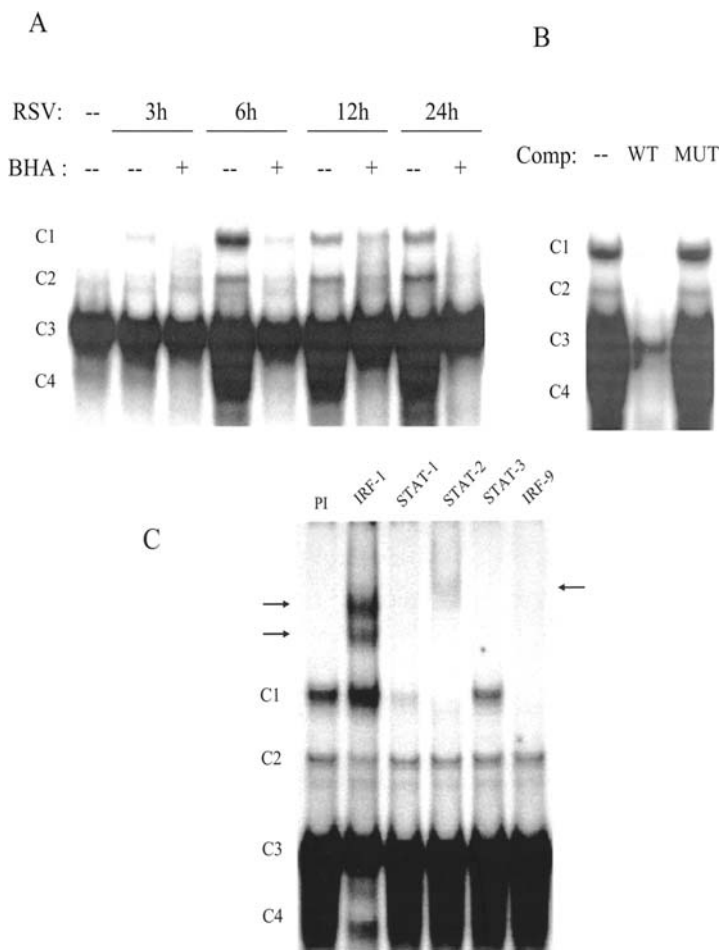 A
RSV: -- 3h 6h 12h 24h
BHA : -- -- + -- + -- + -- +
C1
C2
C3
C4
B
Comp: -- WT MUT
C1
C2
C3
C4
C
PI IRF-1 STAT-1 STAT-2 STAT-3 IRF-9
C1
C2
C3
C4